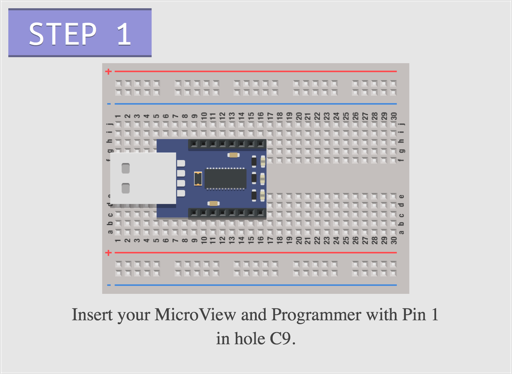 STEP 1
+
-
1 2 3 4 5 6 7 8 9 10 11 12 13 14 15 16 17 18 19 20 21 22 23 24 25 26 27 28 29 30
f g h i j
f g h i j
a b c d e
a b c d e
1 2 3 4 5 6 7 8 9 10 11 12 13 14 15 16 17 18 19 20 21 22 23 24 25 26 27 28 29 30
+
-
Insert your MicroView and Programmer with Pin 1
in hole C9.